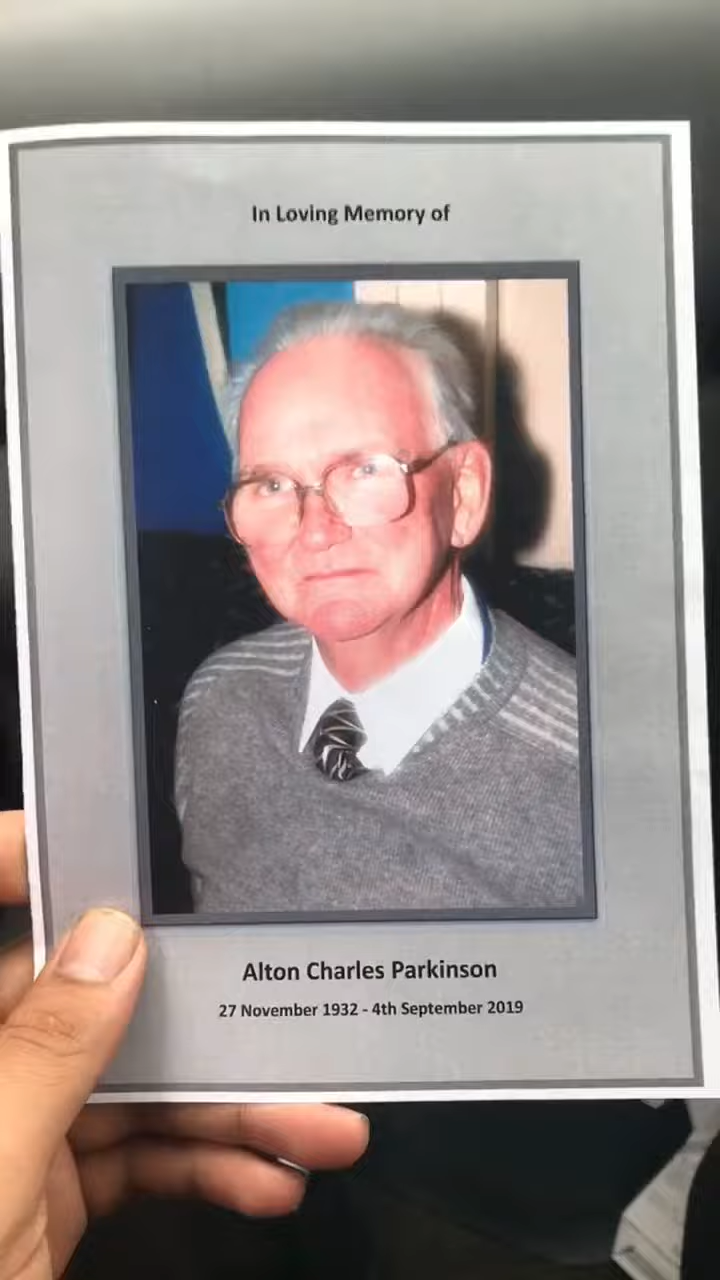 In Loving Memory of
Alton Charles Parkinson
27 November 1932 - 4th September 2019